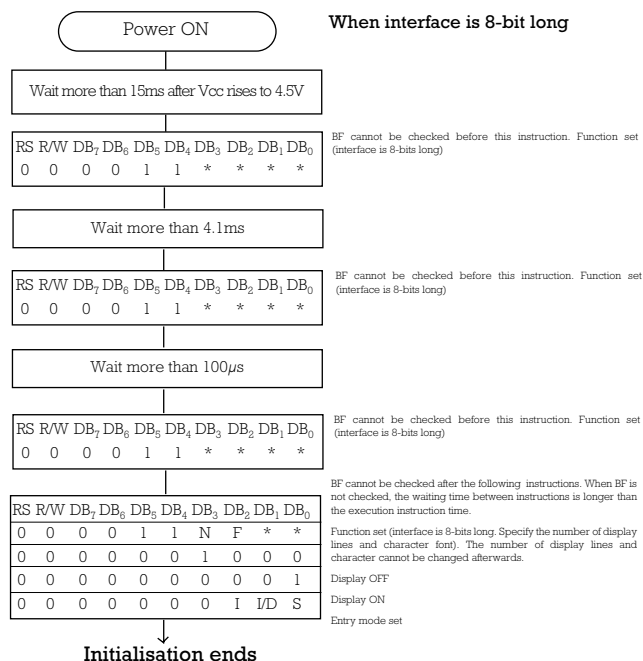 Power ON
When interface is 8-bit long
Wait more than 15ms after Vcc rises to 4.5V
RS R/W DB7 DB6 DB5 DB4 DB3 DB2 DB1 DB0
0 0 0 0 1 1 * * * *
BF cannot be checked before this instruction. Function set
(interface is 8-bits long)
Wait more than 4.1ms
RS R/W DB7 DB6 DB5 DB4 DB3 DB2 DB1 DB0
0 0 0 0 1 1 * * * *
BF cannot be checked before this instruction. Function set
(interface is 8-bits long)
Wait more than 100µs
RS R/W DB7 DB6 DB5 DB4 DB3 DB2 DB1 DB0
0 0 0 0 1 1 * * * *
BF cannot be checked before this instruction. Function set
(interface is 8-bits long)
BF cannot be checked after the following instructions. When BF is
not checked, the waiting time between instructions is longer than
the execution instruction time.
RS R/W DB7 DB6 DB5 DB4 DB3 DB2 DB1 DB0
0 0 0 0 1 1 N F * *
0 0 0 0 0 0 1 0 0 0
0 0 0 0 0 0 0 0 0 1
0 0 0 0 0 0 0 I I/D S
Function set (interface is 8-bits long. Specify the number of display
lines and character font). The number of display lines and
character cannot be changed afterwards.
Display OFF
Display ON
Entry mode set
Initialisation ends